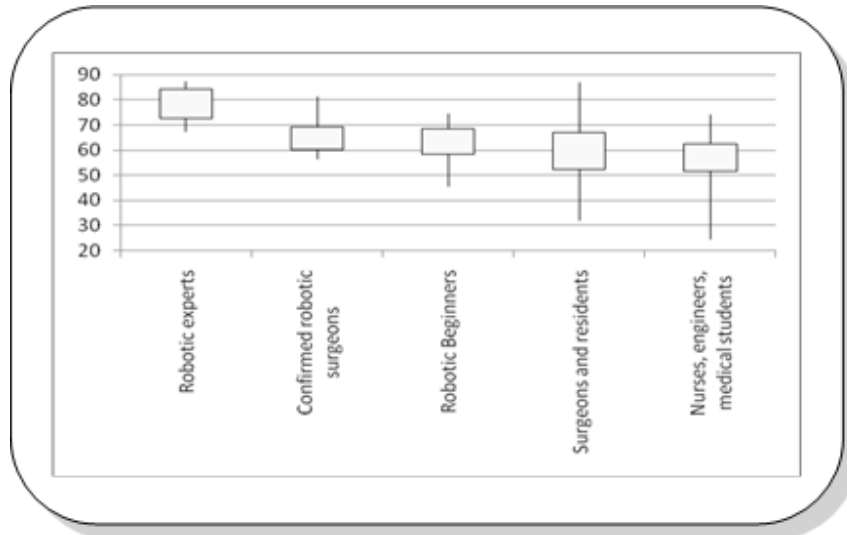 90
80
70
60
50
40
30
20
Robotic experts
Confirmed robotic
surgeons
Robotic Beginners
Surgeons and residents
Nurses, engineers,
medical students